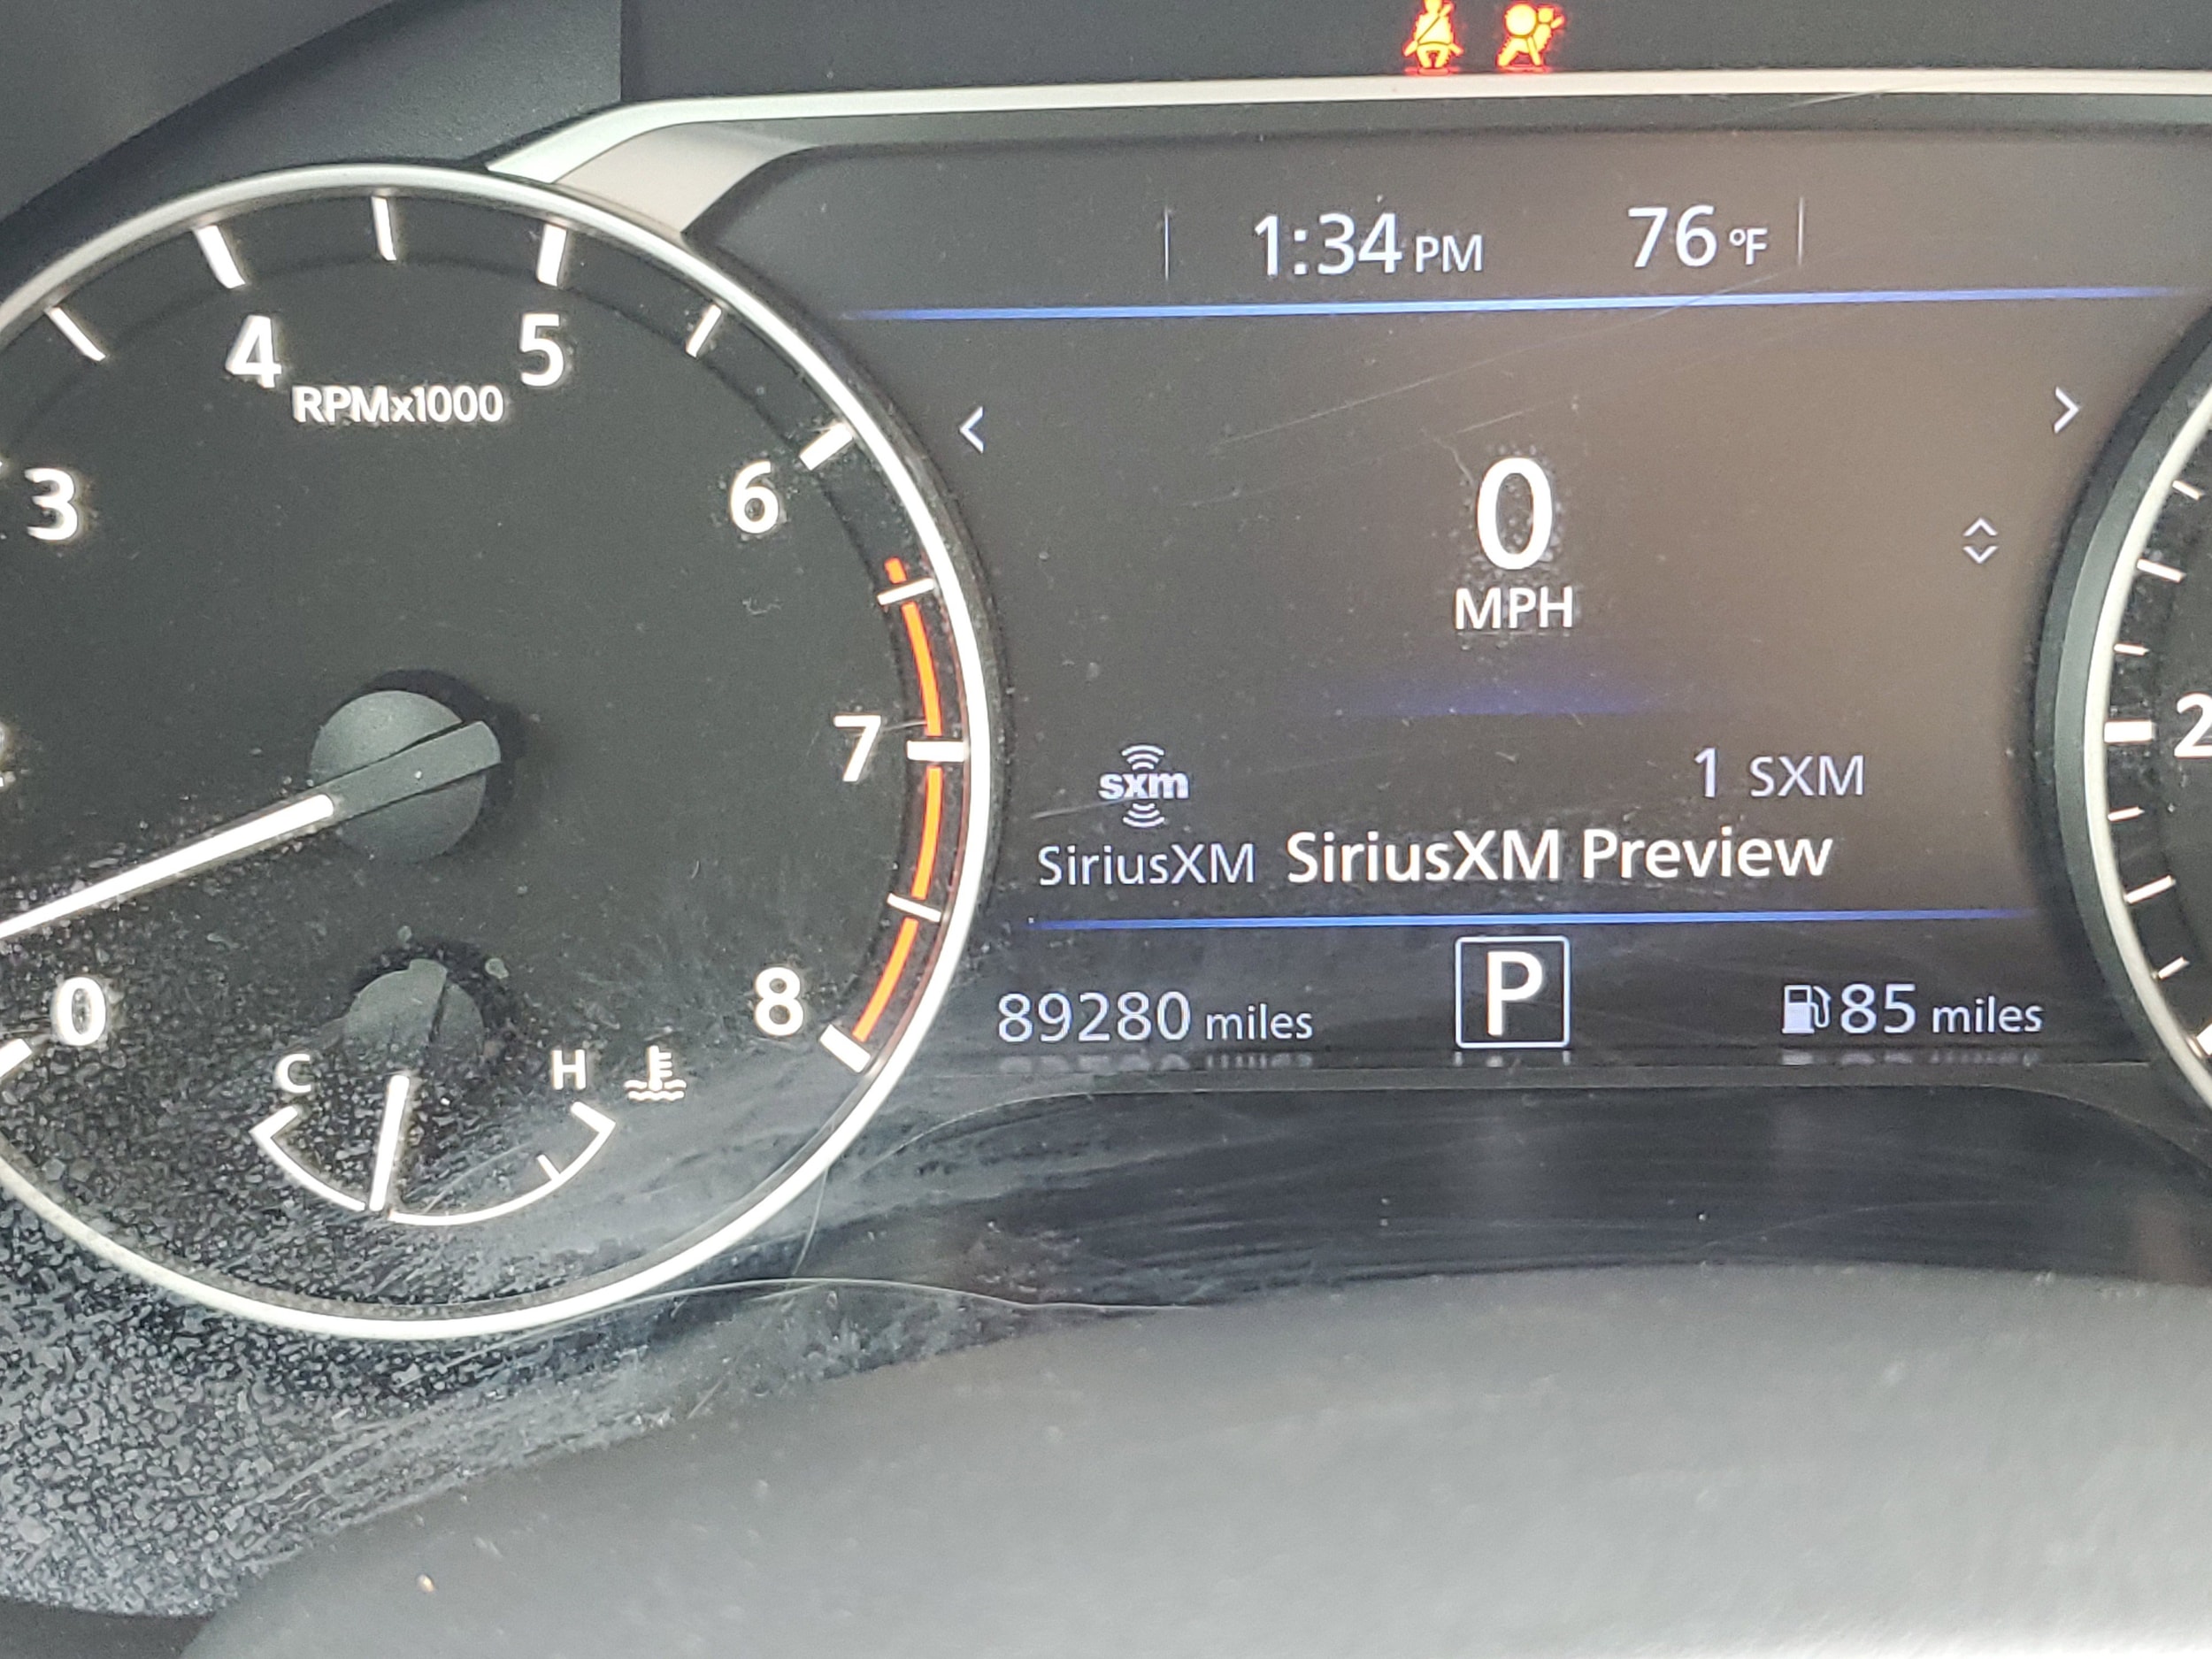 1:34 PM 76 °F
4 5
RPMx1000
3 6
0
MPH
7
2
sxm 1 SXM
SiriusXM SiriusXM Preview
0 8
89280 miles P 85 miles
C H